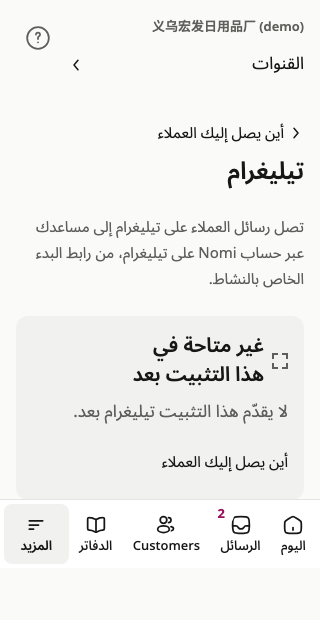 义乌宏发日用品厂 (demo)
القنوات
أين يصل إليك العملاء
تيليغرام
تصل رسائل العملاء على تيليغرام إلى مساعدك
عبر حساب Nomi على تيليغرام، من رابط البدء
الخاص بالنشاط.
غير متاحة في
هذا التثبيت بعد
لا يقدّم هذا التثبيت تيليغرام بعد.
أين يصل إليك العملاء
اليوم
2
الرسائل
Customers
الدفاتر
المزيد